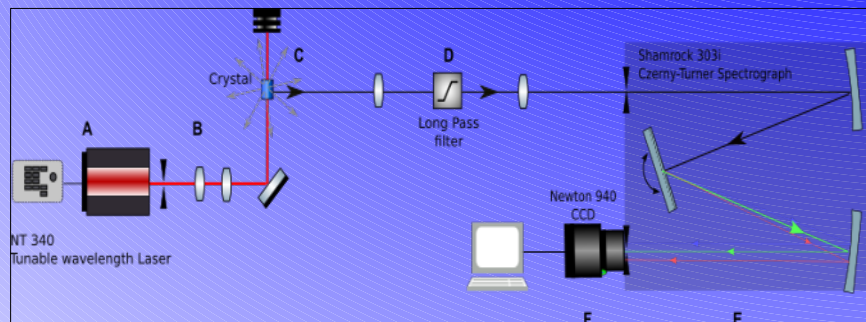 C
D
Crystal
Shamrock 303i
Czerny-Turner Spectrograph
A
B
Long Pass
filter
Newton 940
CCD
NT 340
Tunable wavelength Laser